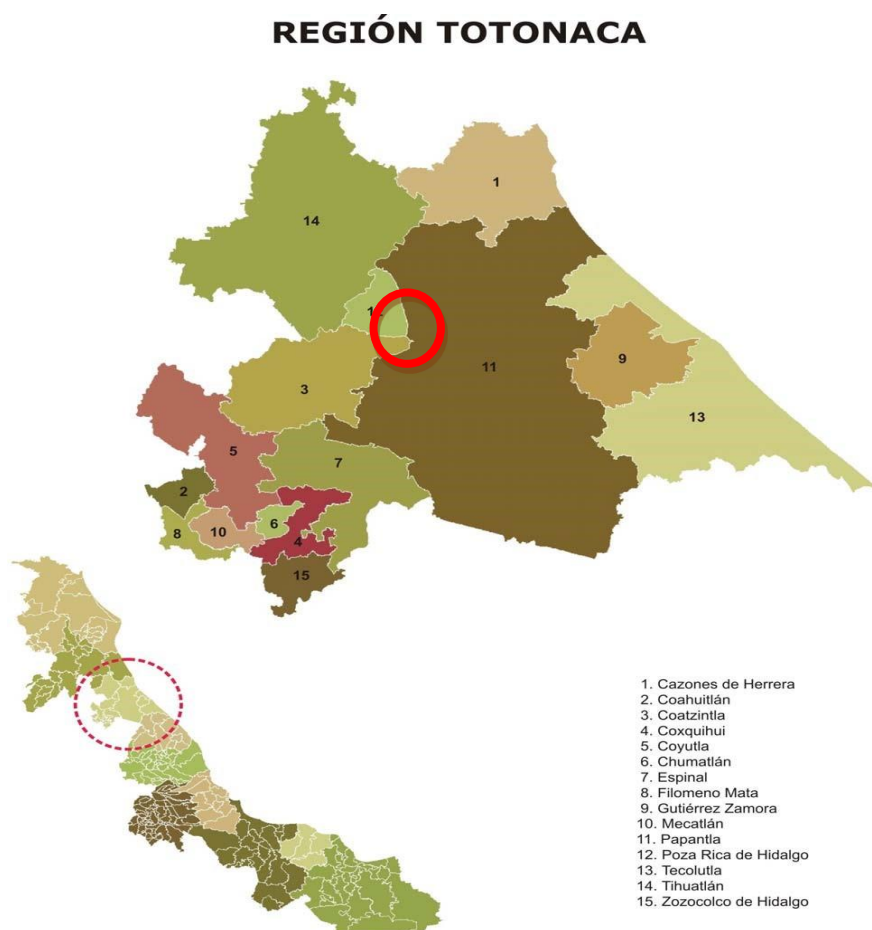 REGIÓN TOTONACA
1
14
11
3
9
13
5
7
2
6
8
10
4
15
1. Cazones de Herrera
2. Coahuitlán
3. Coatzintla
4. Coxquihui
5. Coyutla
6. Chumatlán
7. Espinal
8. Filomeno Mata
9. Gutiérrez Zamora
10. Mecatlán
11. Papantla
12. Poza Rica de Hidalgo
13. Tecolutla
14. Tihuatlán
15. Zozocolco de Hidalgo